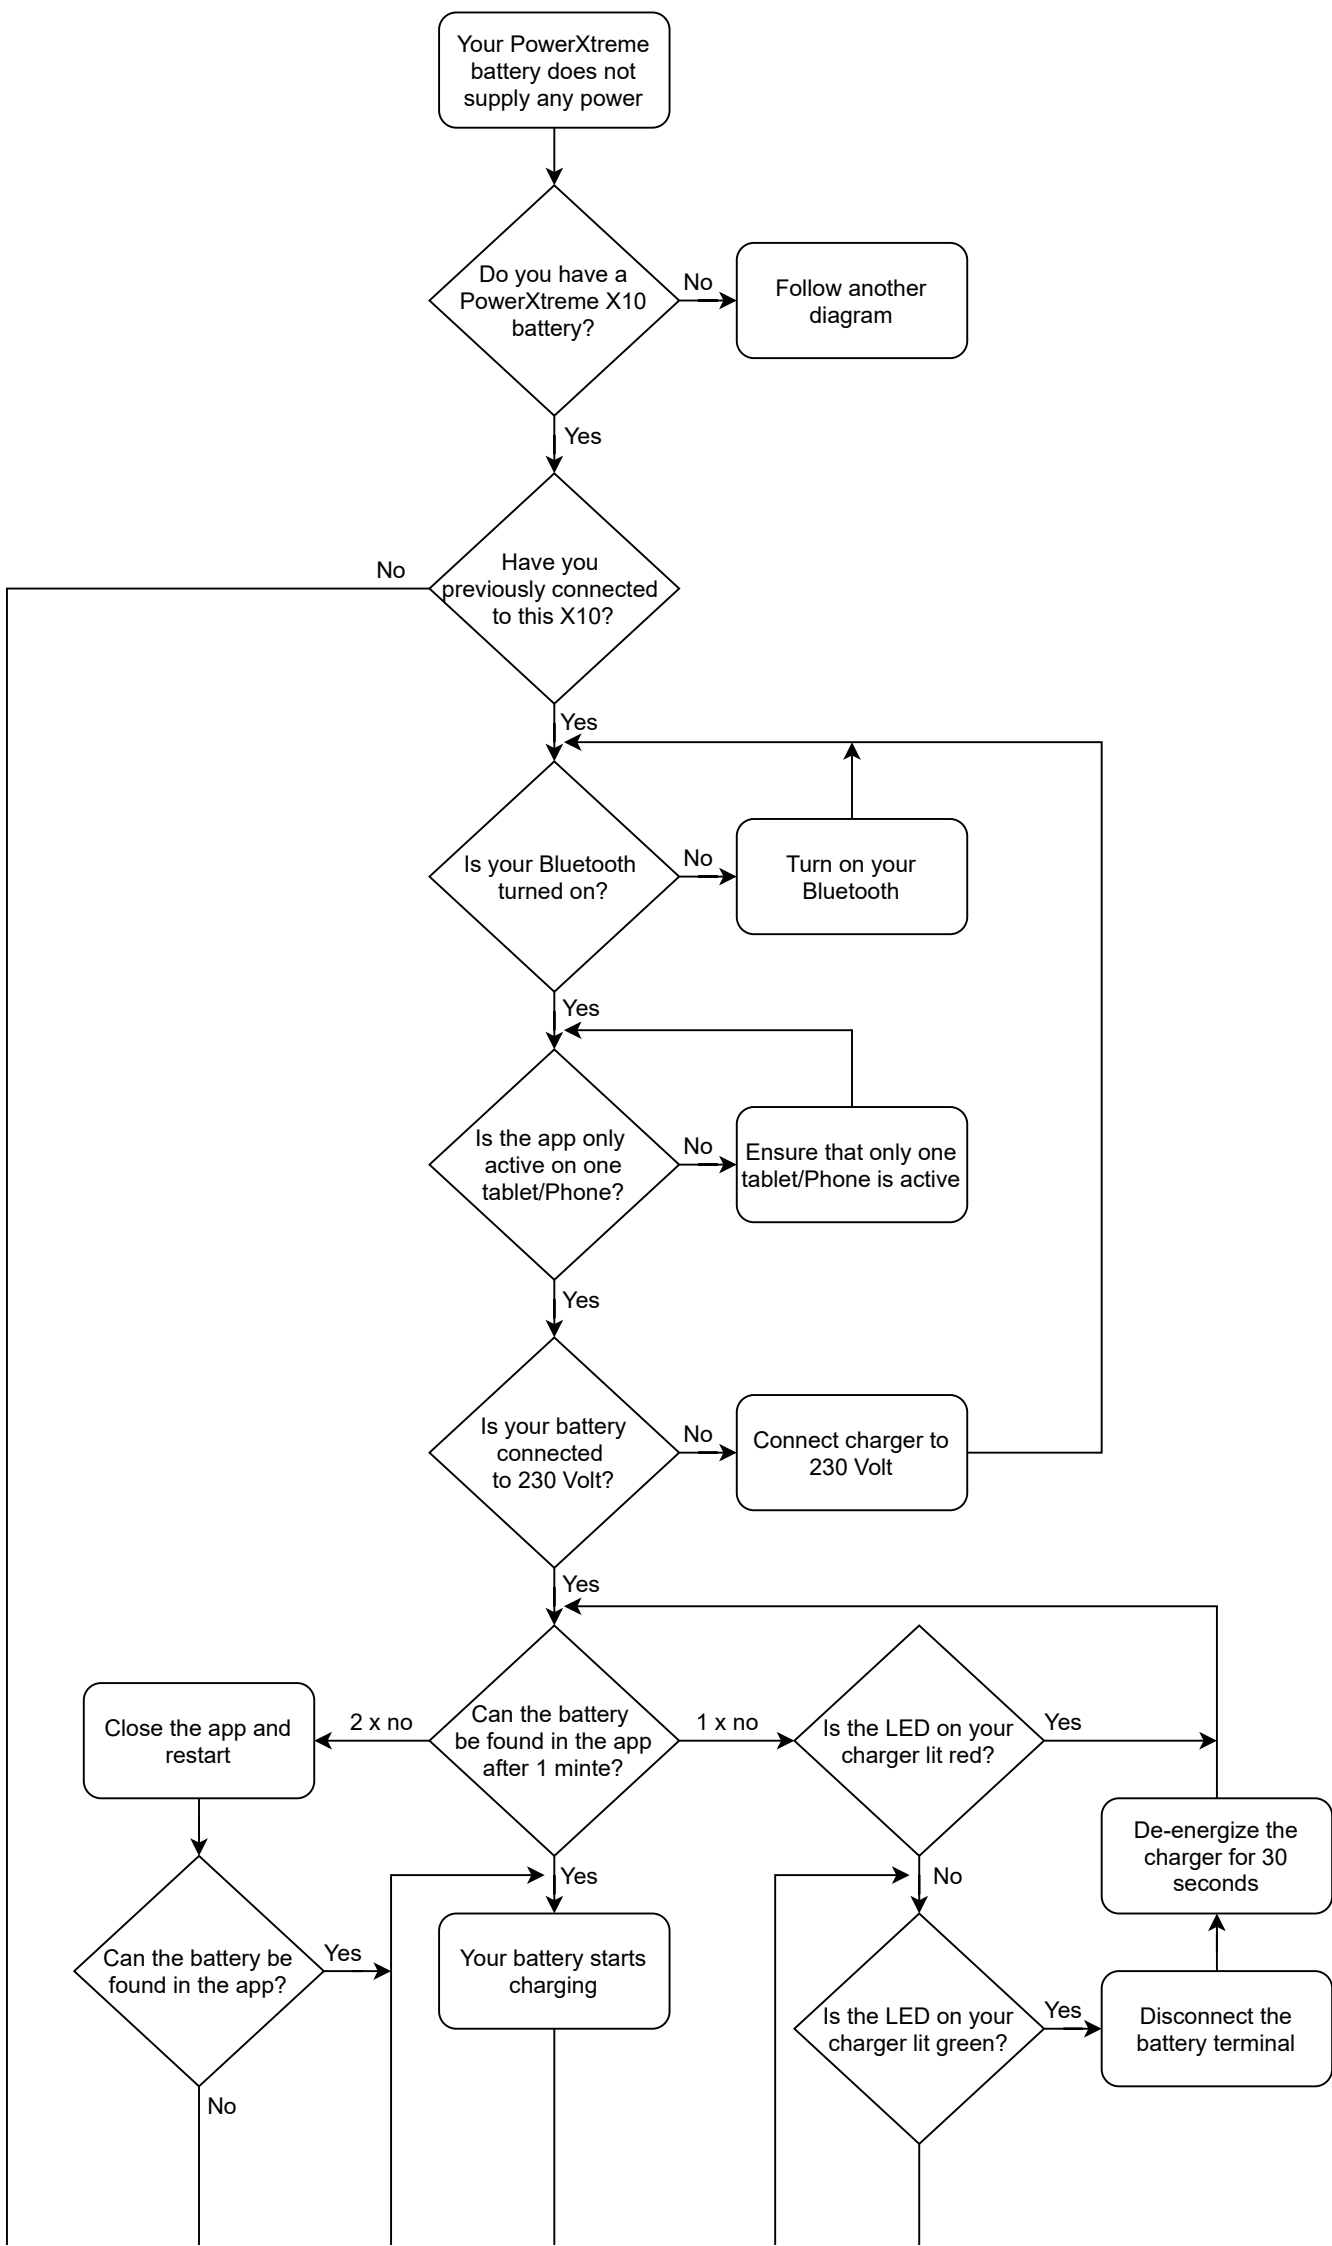 Your PowerXtreme
battery does not
supply any power
Do you have a
PowerXtreme X10
battery?
No
Follow another
diagram
Yes
Have you
previously connected
to this X10?
No
Yes
Is your Bluetooth
turned on?
No
Turn on your
Bluetooth
Yes
Is the app only
active on one
tablet/Phone?
No
Ensure that only one
tablet/Phone is active
Yes
Is your battery
connected
to 230 Volt?
No
Connect charger to
230 Volt
Yes
Close the app and
restart
2 x no
Can the battery
be found in the app
after 1 minte?
1 x no
Is the LED on your
charger lit red?
Yes
De-energize the
charger for 30
seconds
Yes
No
Can the battery be
found in the app?
Yes
Your battery starts
charging
Is the LED on your
charger lit green?
Yes
Disconnect the
battery terminal
No